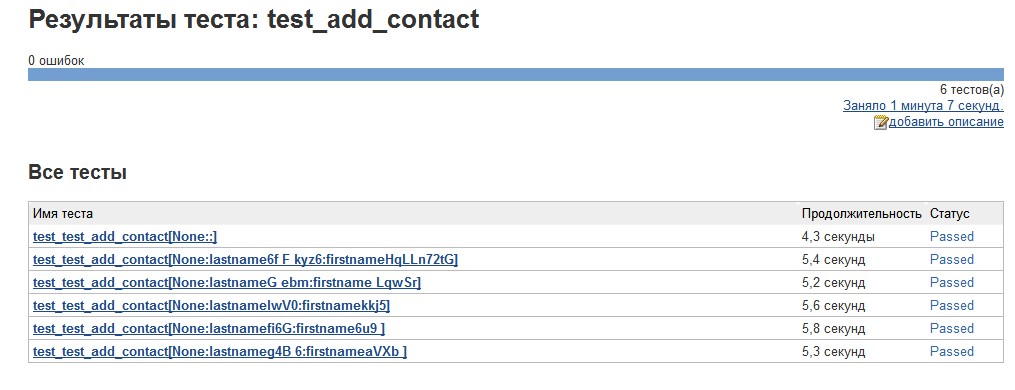 Результаты теста: test_add_contact
0 ошибок
6 тестов(а)
Заняло 1 минута 7 секунд.
добавить описание
Все тесты
Имя теста Продолжительность Статус
test_test_add_contact[None::] 4,3 секунды Passed
test_test_add_contact[None:lastname6f F kyz6:firstnameHqLLn72tG] 5,4 секунд Passed
test_test_add_contact[None:lastnameG ebm:firstname LqwSr] 5,2 секунд Passed
test_test_add_contact[None:lastnameIwV0:firstnamekkj5] 5,6 секунд Passed
test_test_add_contact[None:lastnamefi6G:firstname6u9 ] 5,8 секунд Passed
test_test_add_contact[None:lastnameg4B 6:firstnameaVXb ] 5,3 секунд Passed